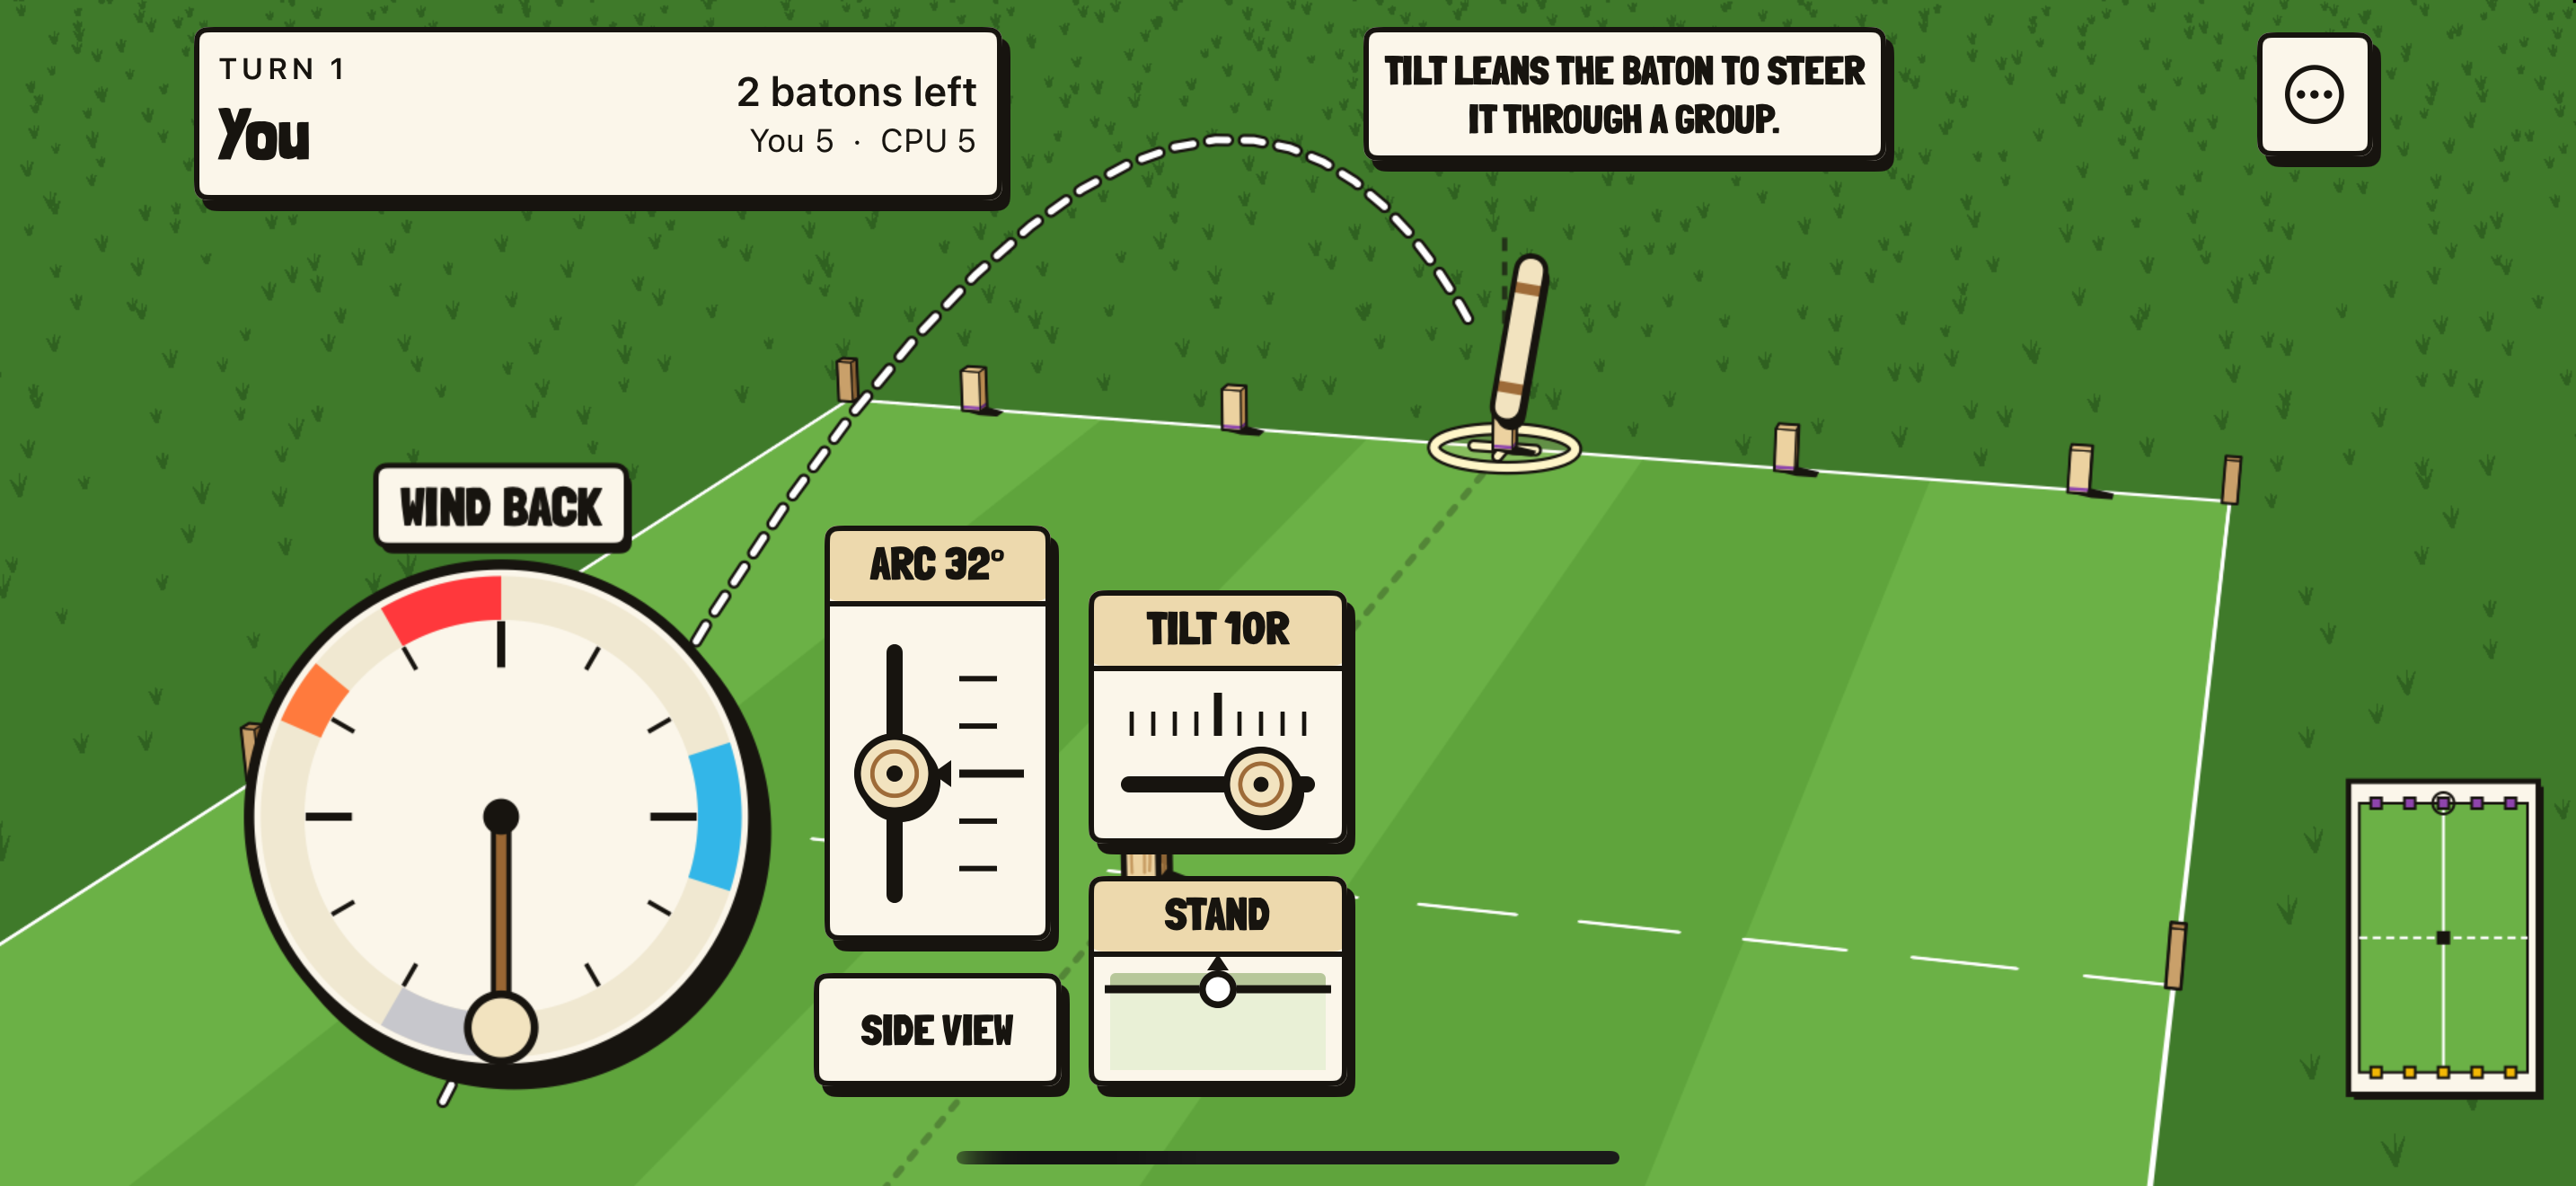 TURN 1
You
2 batons left
You 5 · CPU 5
TILT LEANS THE BATON TO STEER
IT THROUGH A GROUP.
WIND BACK
ARC 32°
TILT 10R
STAND
SIDE VIEW